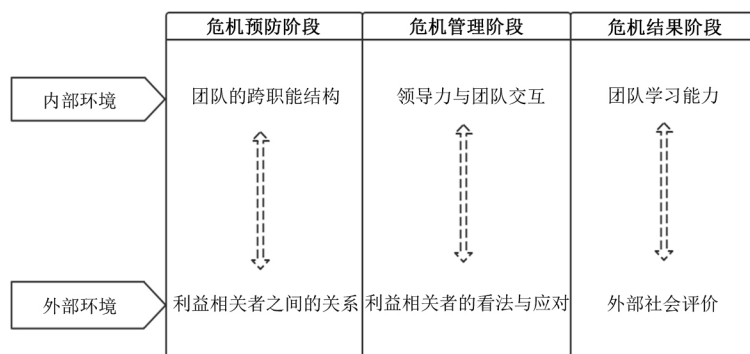 危机预防阶段 危机管理阶段 危机结果阶段
内部环境 团队的跨职能结构 领导力与团队交互 团队学习能力
外部环境 利益相关者之间的关系 利益相关者的看法与应对 外部社会评价